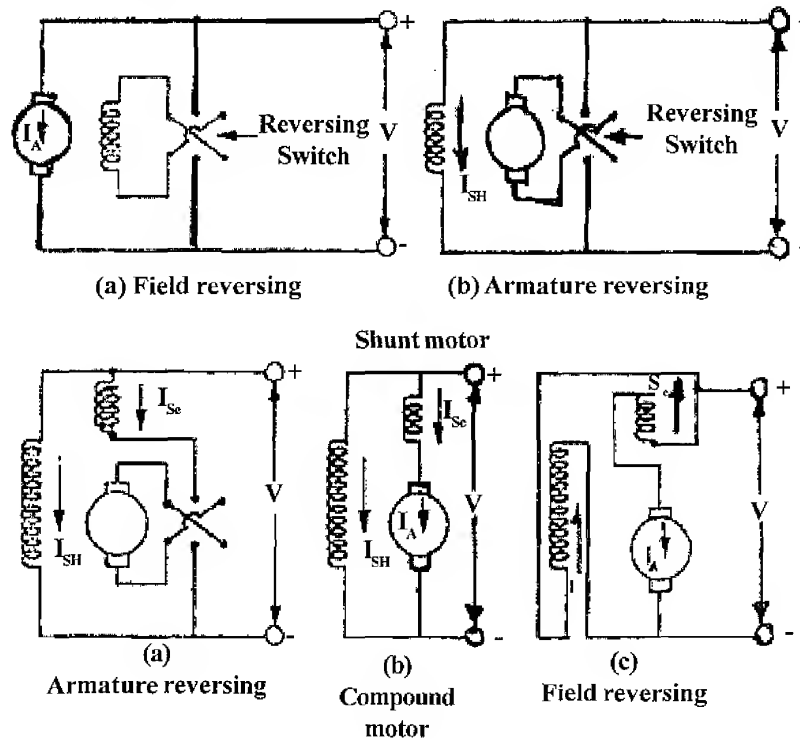 +
+
I_A
Reversing
Switch
V
I_SH
Reversing
Switch
V
-
-
(a) Field reversing
(b) Armature reversing
Shunt motor
+
+
+
I_Se
I_Se
S_e
V
V
V
I_SH
I_SH
I_A
I_A
-
-
-
(a)
(b)
(c)
Armature reversing
Compound
motor
Field reversing